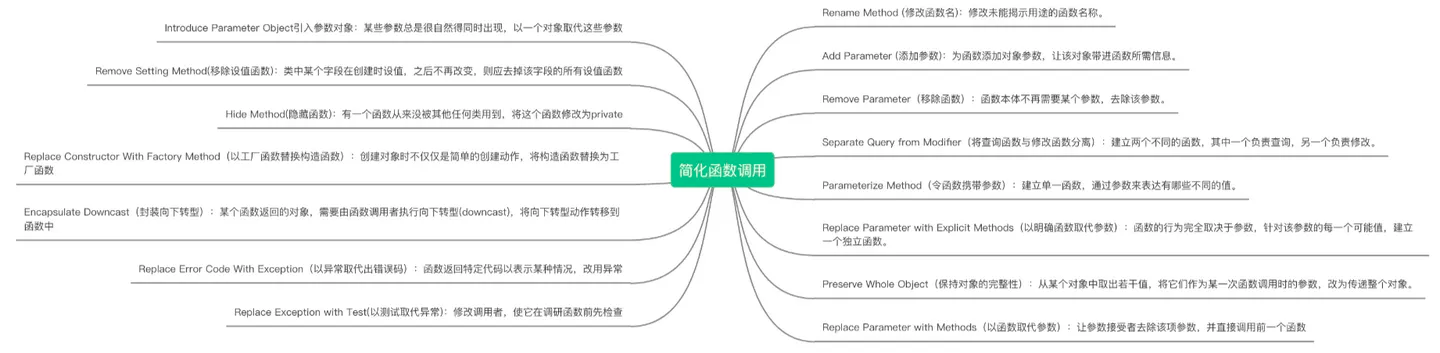 Introduce Parameter Object引入参数对象：某些参数总是很自然得同时出现，以一个对象取代这些参数
Remove Setting Method(移除设值函数)：类中某个字段在创建时设值，之后不再改变，则应去掉该字段的所有设值函数
Hide Method(隐藏函数)：有一个函数从来没被其他任何类用到，将这个函数修改为private
Replace Constructor With Factory Method（以工厂函数替换构造函数）：创建对象时不仅仅是简单的创建动作，将构造函数替换为工
厂函数
Encapsulate Downcast（封装向下转型）：某个函数返回的对象，需要由函数调用者执行向下转型(downcast)，将向下转型动作转移到
函数中
Replace Error Code With Exception（以异常取代出错误码）：函数返回特定代码以表示某种情况，改用异常
Replace Exception with Test(以测试取代异常)：修改调用者，使它在调研函数前先检查
简化函数调用
Rename Method (修改函数名)：修改未能揭示用途的函数名称。
Add Parameter (添加参数)：为函数添加对象参数，让该对象带进函数所需信息。
Remove Parameter（移除函数）：函数本体不再需要某个参数，去除该参数。
Separate Query from Modifier（将查询函数与修改函数分离）：建立两个不同的函数，其中一个负责查询，另一个负责修改。
Parameterize Method（令函数携带参数）：建立单一函数，通过参数来表达有哪些不同的值。
Replace Parameter with Explicit Methods（以明确函数取代参数）：函数的行为完全取决于参数，针对该参数的每一个可能值，建立
一个独立函数。
Preserve Whole Object（保持对象的完整性）：从某个对象中取出若干值，将它们作为某一次函数调用时的参数，改为传递整个对象。
Replace Parameter with Methods（以函数取代参数）：让参数接受者去除该项参数，并直接调用前一个函数